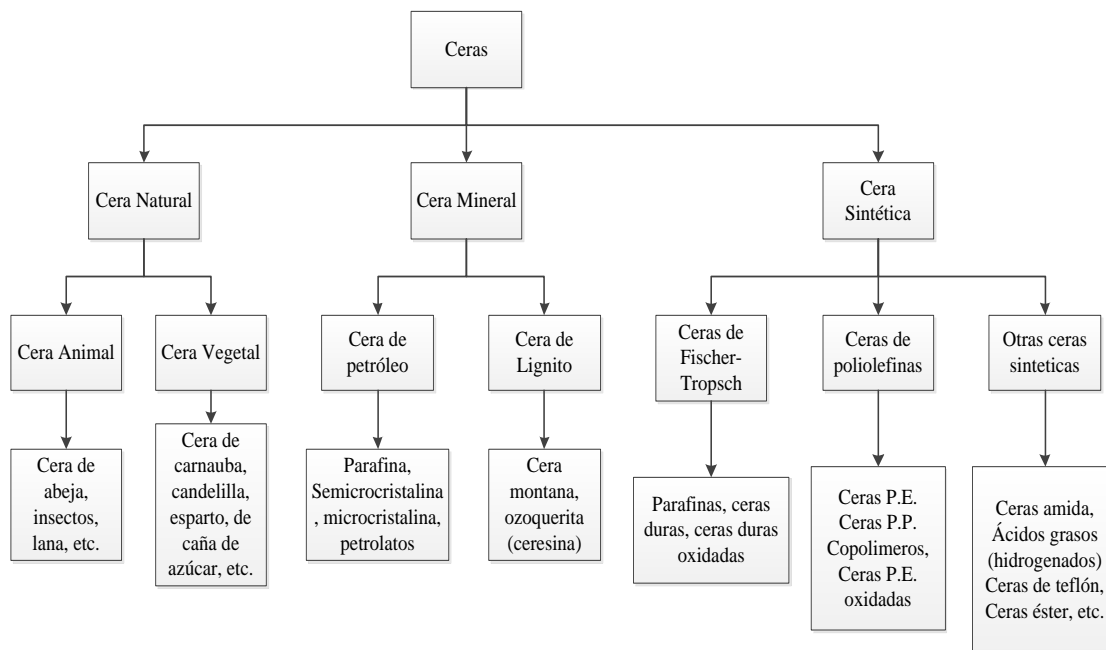 Ceras
Cera Natural
Cera Mineral
Cera
Sintética
Cera Animal
Cera Vegetal
Cera de
petróleo
Cera de
Lignito
Ceras de
Fischer-
Tropsch
Ceras de
poliolefinas
Otras ceras
sinteticas
Cera de
abeja,
insectos,
lana, etc.
Cera de
carnauba,
candelilla,
esparto, de
caña de
azúcar, etc.
Parafina,
Semicrocristalina
, microcristalina,
petrolatos
Cera
montana,
ozoquerita
(ceresina)
Parafinas, ceras
duras, ceras duras
oxidadas
Ceras P.E.
Ceras P.P.
Copolimeros,
Ceras P.E.
oxidadas
Ceras amida,
Ácidos grasos
(hidrogenados)
Ceras de teflón,
Ceras éster, etc.